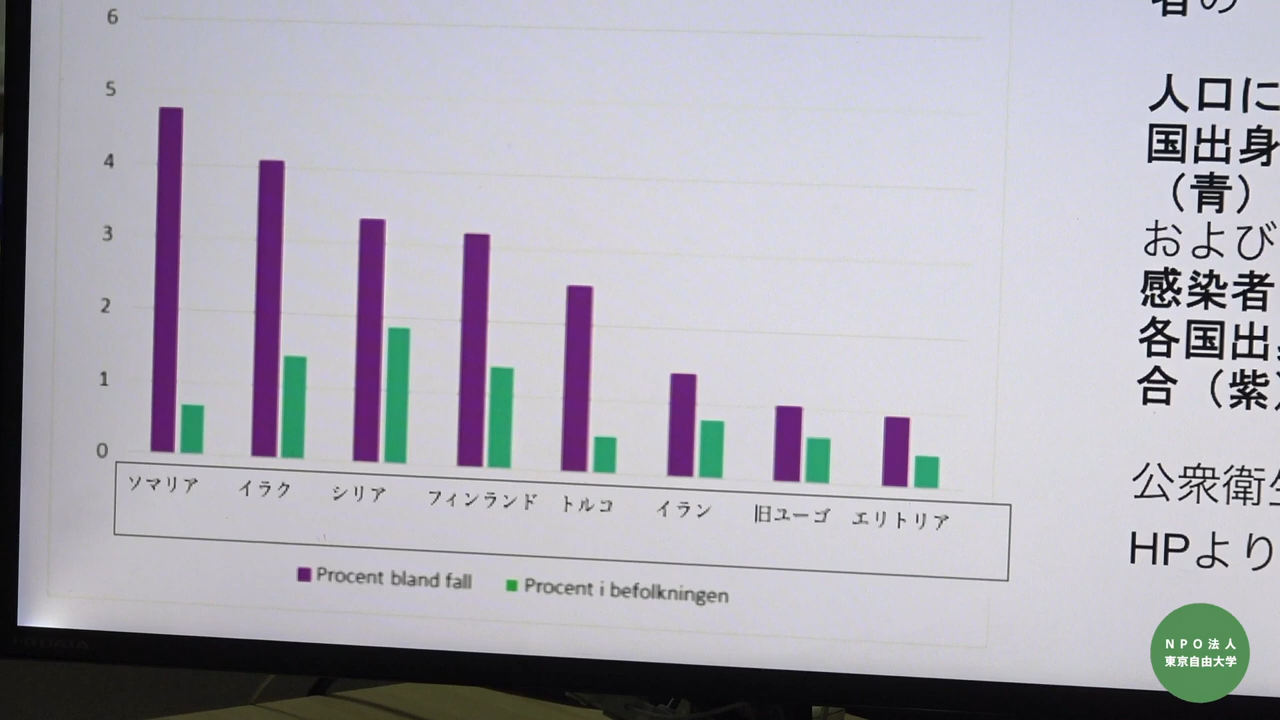 6
5
4
3
2
1
0
ソマリア イラク シリア フィンランド トルコ イラン 旧ユーゴ エリトリア
Procent bland fall Procent i befolkningen
者の
人口に
国出身
（青）
および
感染者
各国出
合（紫）
公衆衛
HPより
NPO法人
東京自由大学